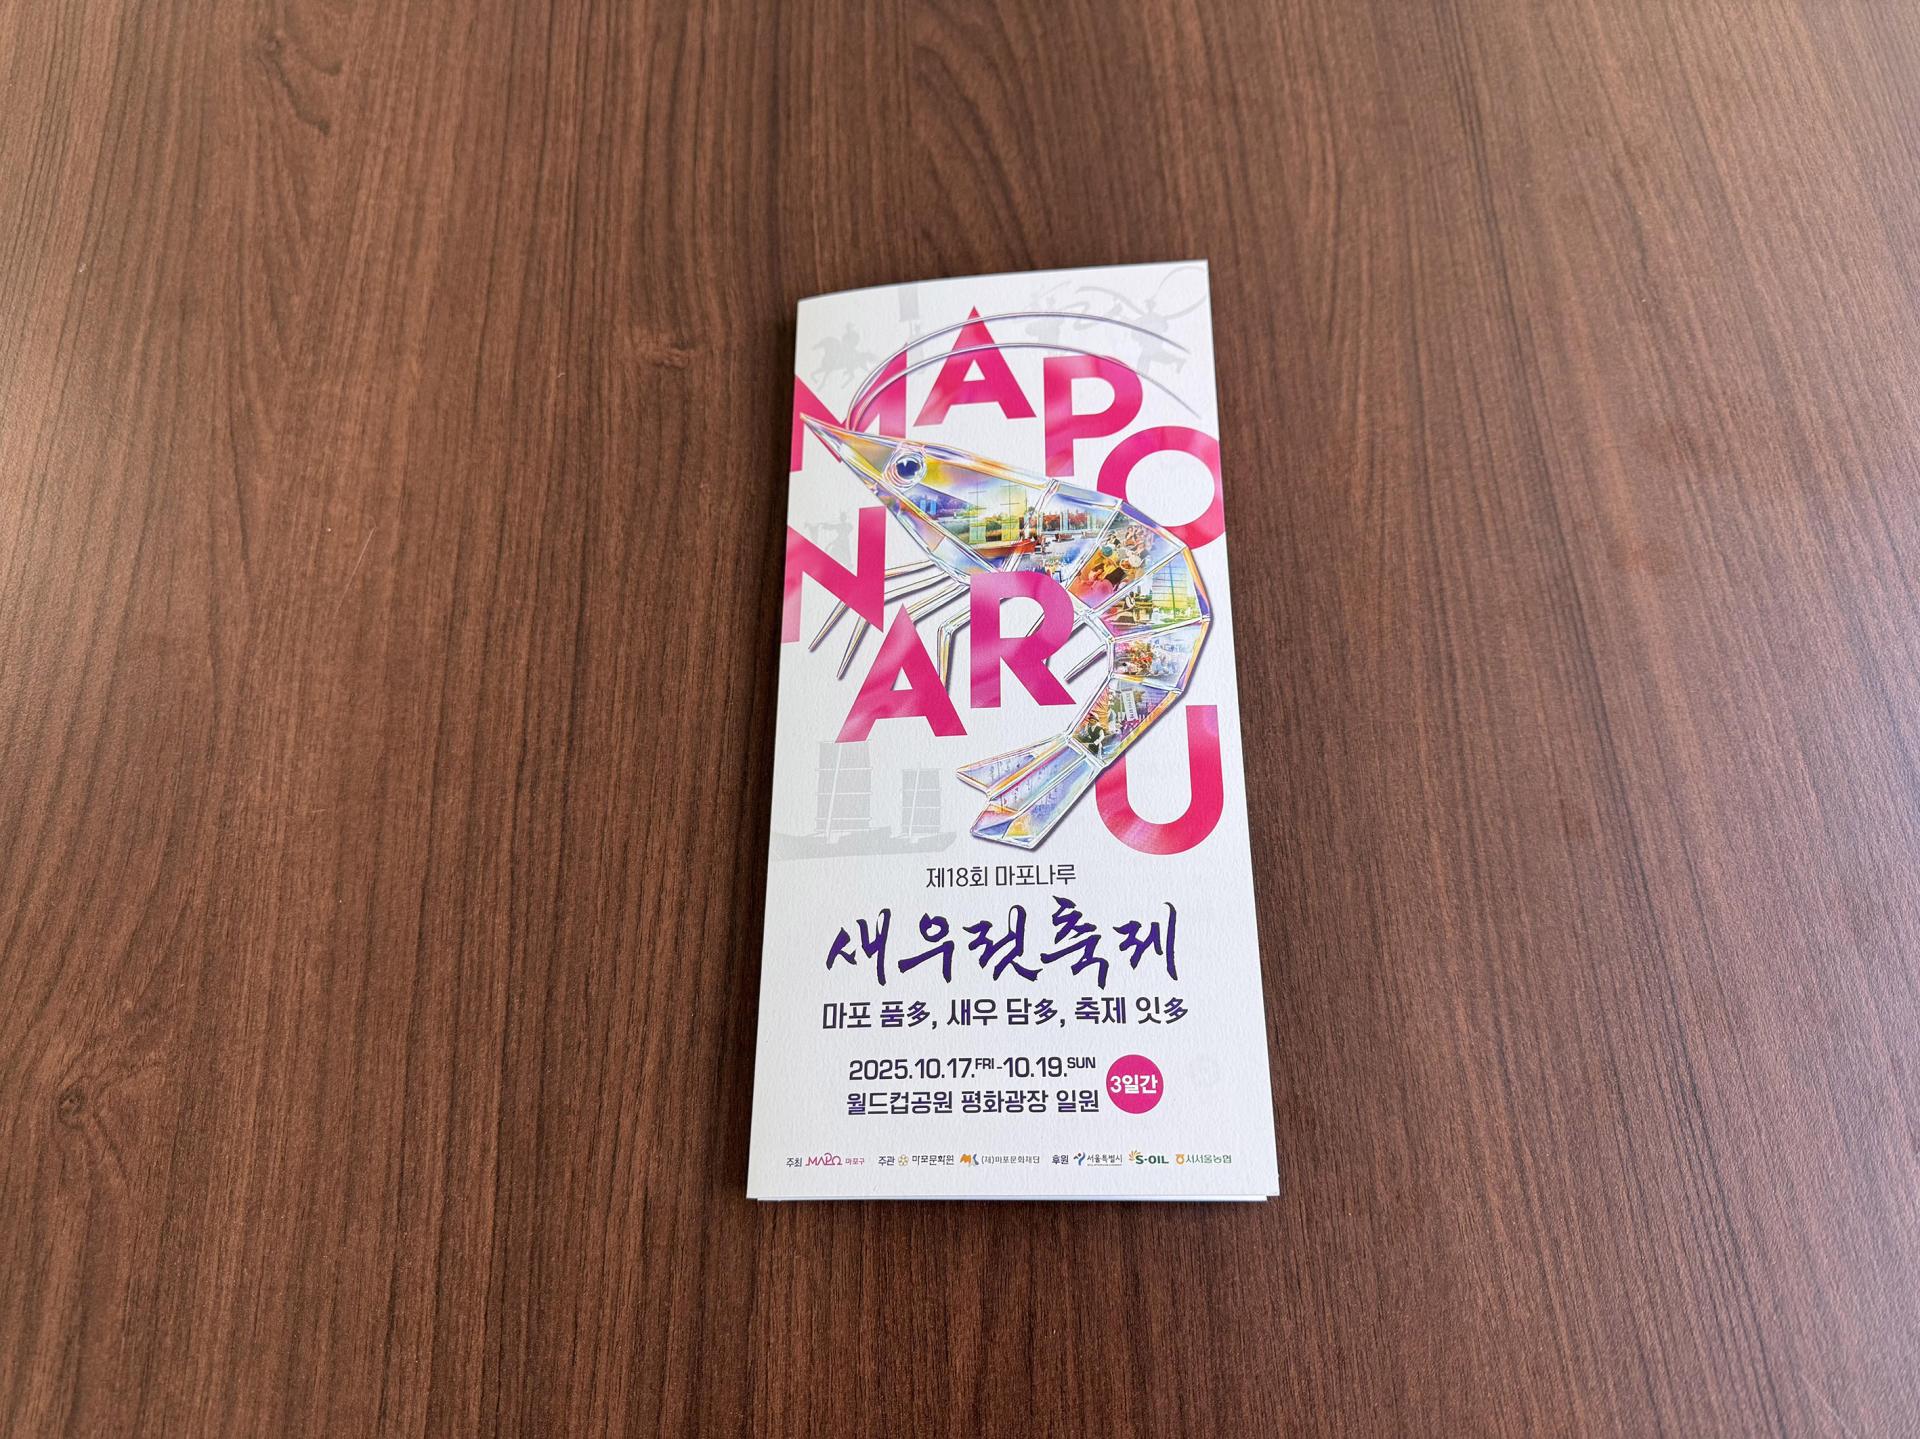 MAPO
NARU
제18회 마포나루
새우젓축제
마포 품多, 새우 담多, 축제 잇多
2025.10.17.FRI-10.19.SUN
월드컵공원 평화광장 일원
3일간
주최 MAPO 마포구 주관 마포문화원 (재)마포문화재단 후원 서울특별시 S-OIL 서서울농협